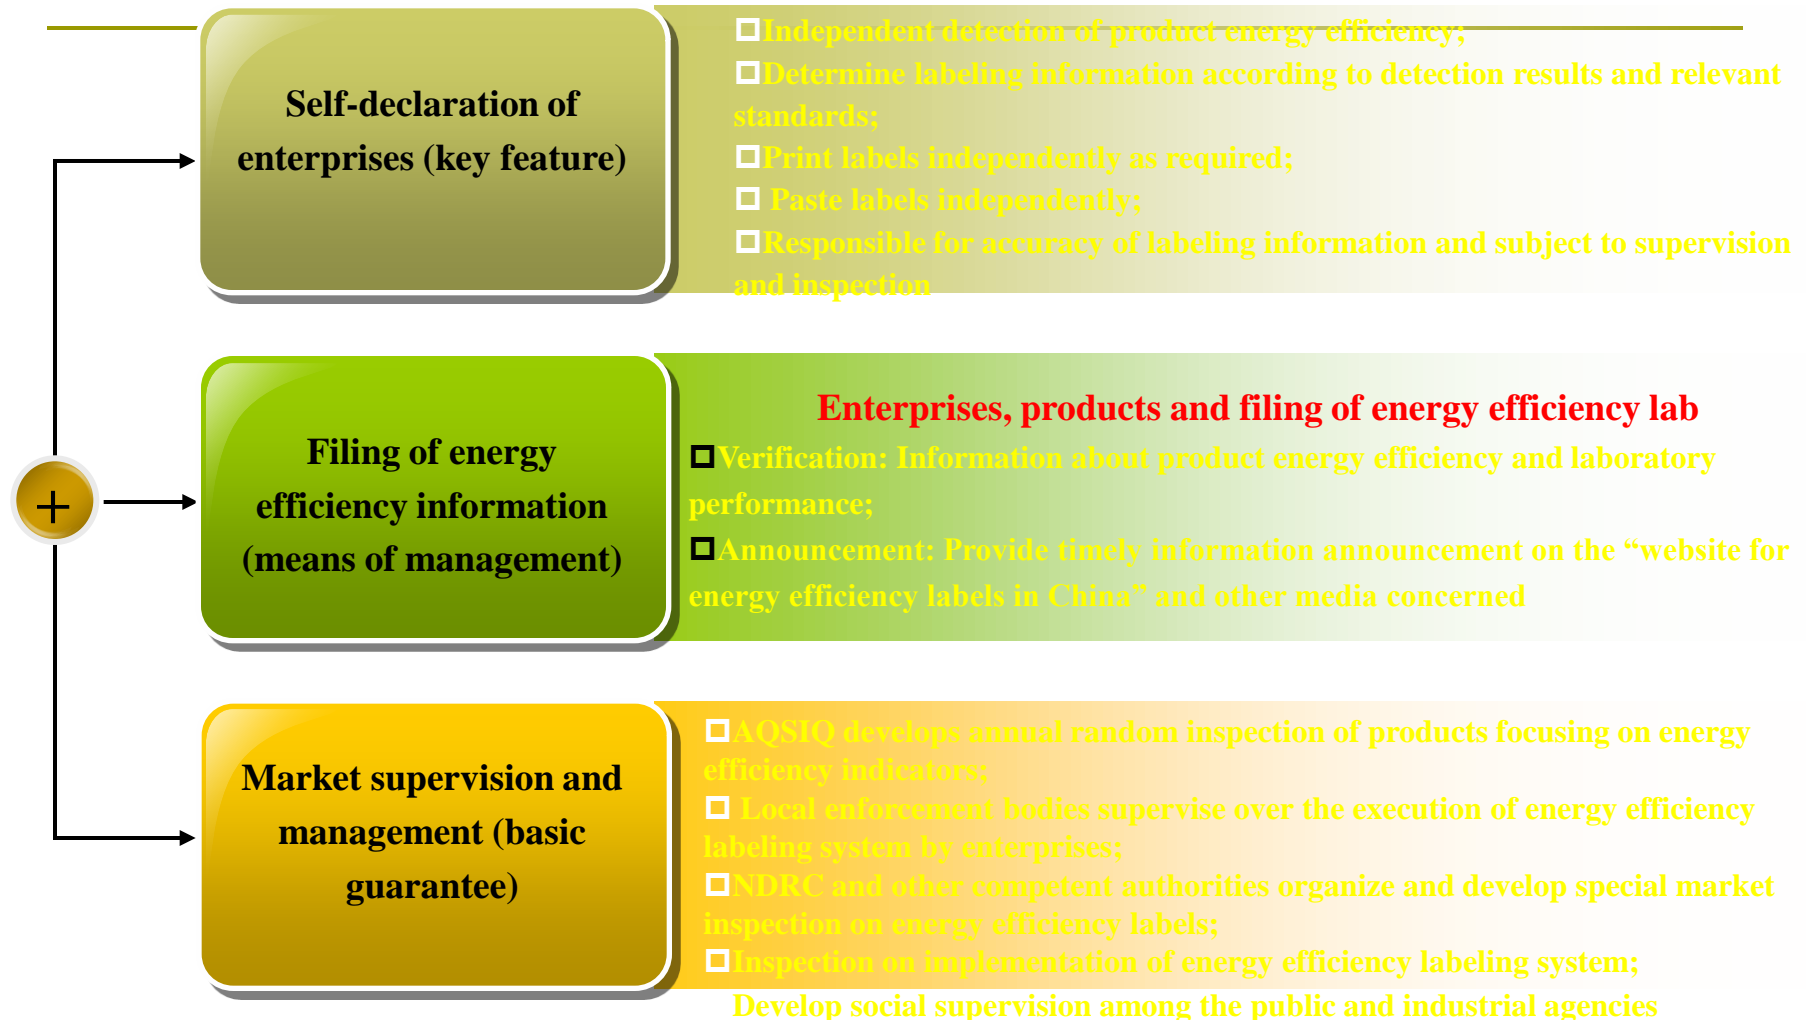 Self-declaration of
enterprises (key feature)
Independent detection of product energy efficiency;
Determine labeling information according to detection results and relevant
standards;
Print labels independently as required;
Paste labels independently;
Responsible for accuracy of labeling information and subject to supervision
and inspection
+
Filing of energy
efficiency information
(means of management)
Enterprises, products and filing of energy efficiency lab
Verification: Information about product energy efficiency and laboratory
performance;
Announcement: Provide timely information announcement on the “website for
energy efficiency labels in China” and other media concerned
Market supervision and
management (basic
guarantee)
AQSIQ develops annual random inspection of products focusing on energy
efficiency indicators;
Local enforcement bodies supervise over the execution of energy efficiency
labeling system by enterprises;
NDRC and other competent authorities organize and develop special market
inspection on energy efficiency labels;
Inspection on implementation of energy efficiency labeling system;
Develop social supervision among the public and industrial agencies